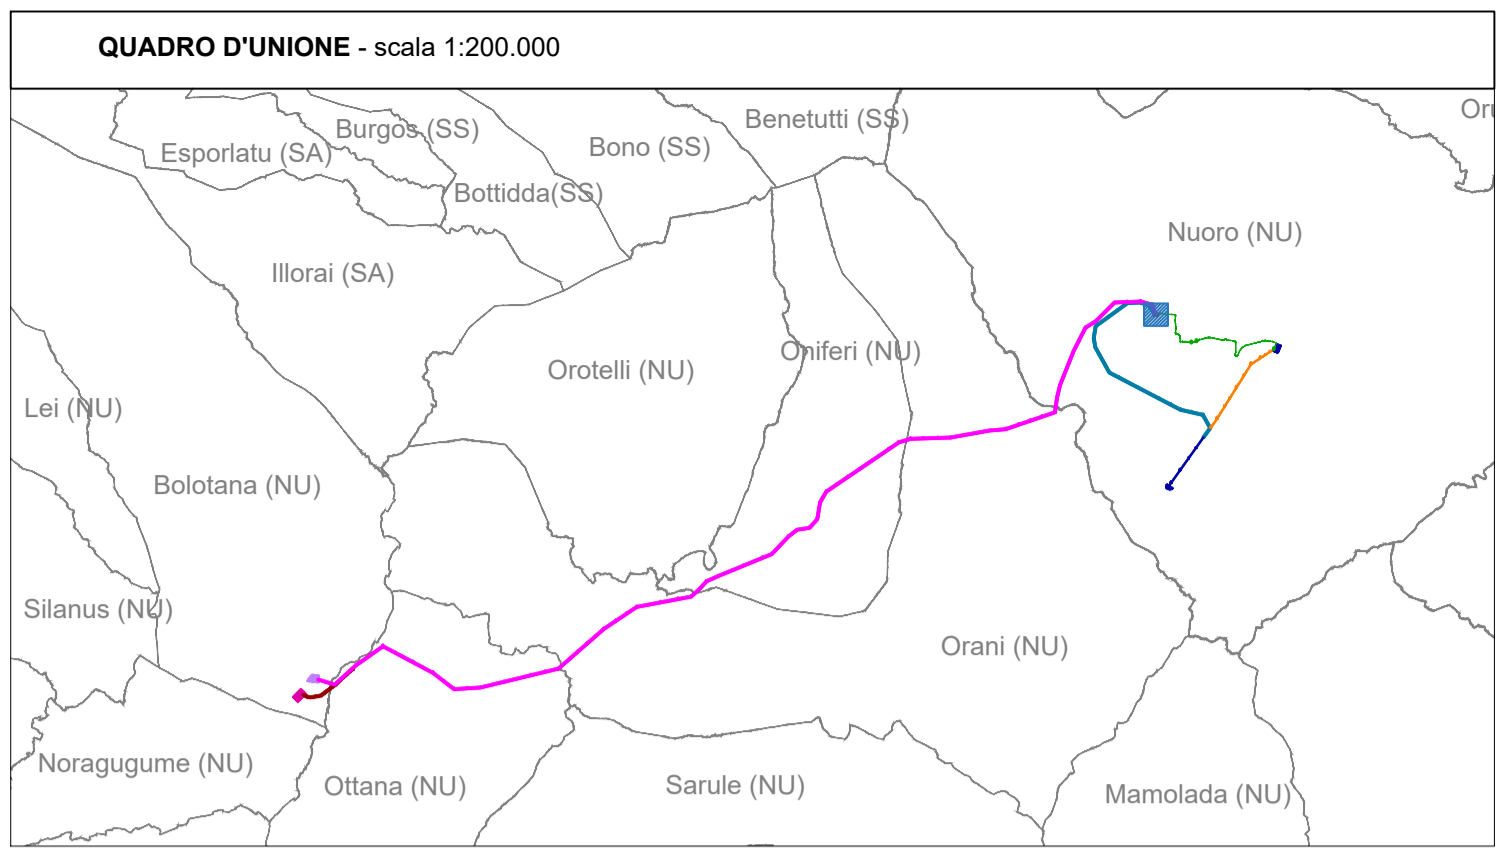 QUADRO D'UNIONE - scala 1:200.000
Oru
Benetutti (SS)
Burgos (SS)
Bono (SS)
Esporlatu (SA)
Bottidda(SS)
Nuoro (NU)
Illorai (SA)
Oniferi (NU)
Orotelli (NU)
Lei (NU)
Bolotana (NU)
Silanus (NU)
Orani (NU)
Noragugume (NU)
Ottana (NU)
Sarule (NU)
Mamolada (NU)